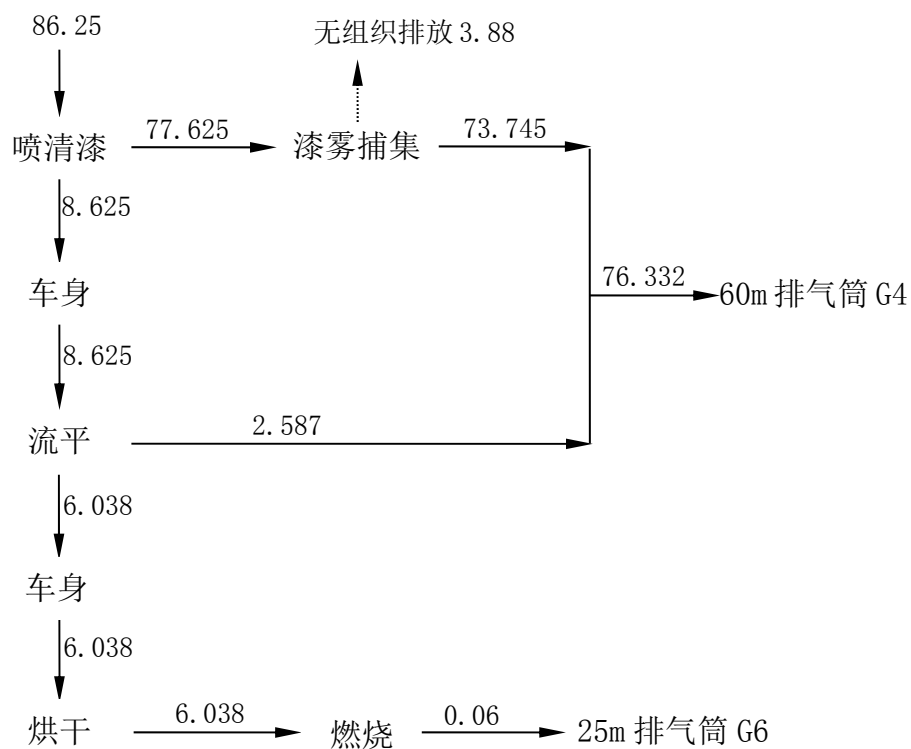 86.25
无组织排放 3.88
喷清漆
77.625
漆雾捕集
73.745
8.625
车身
76.332
60m 排气筒 G4
8.625
流平
2.587
6.038
车身
6.038
烘干
6.038
燃烧
0.06
25m 排气筒 G6